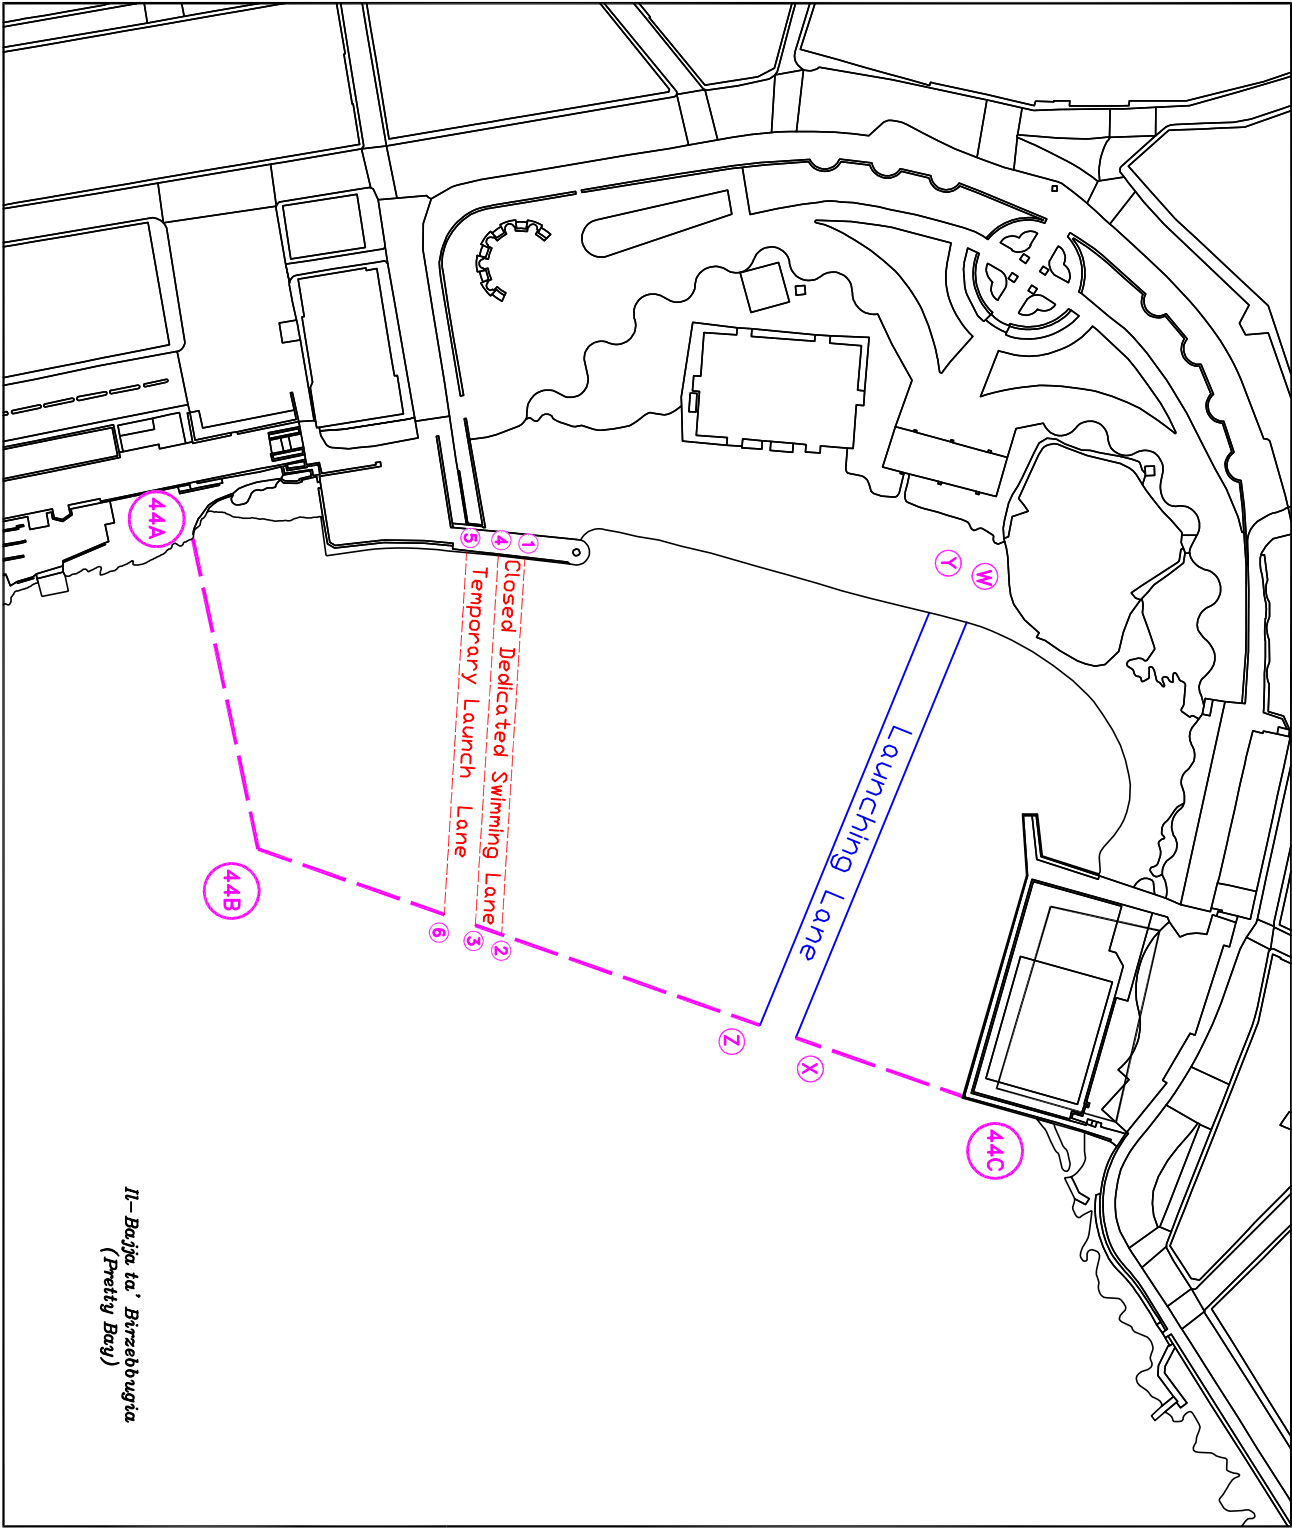 W
Y
Launching Lane
X
Z
44C
1
4
5
Closed Dedicated Swimming Lane
Temporary Launch Lane
2
3
6
44A
44B
Il-Bajja ta' Birzebbugia
(Pretty Bay)